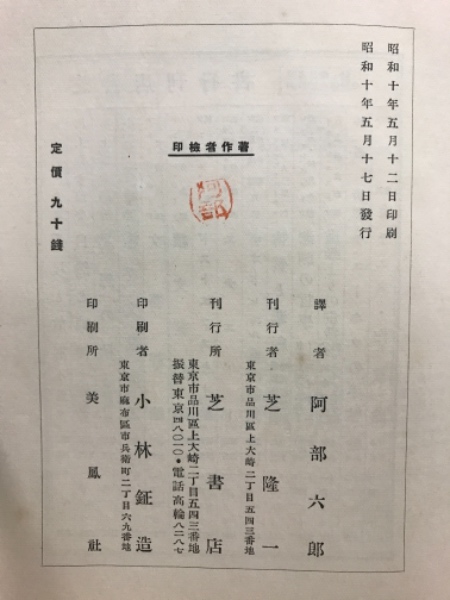 昭和十年五月十二日印刷
昭和十年五月十七日發行
著作者檢印
阿部
定價 九十錢
譯者 阿部六郎
刊行者 芝隆一
東京市品川區上大崎二丁目五四三番地
刊行所 芝書店
東京市品川區上大崎二丁目五四三番地
振替東京四八〇二〇・電話高輪八二八七
印刷者 小林鉦造
東京市麻布區市兵衛町二丁目六九番地
印刷所 美鳳社